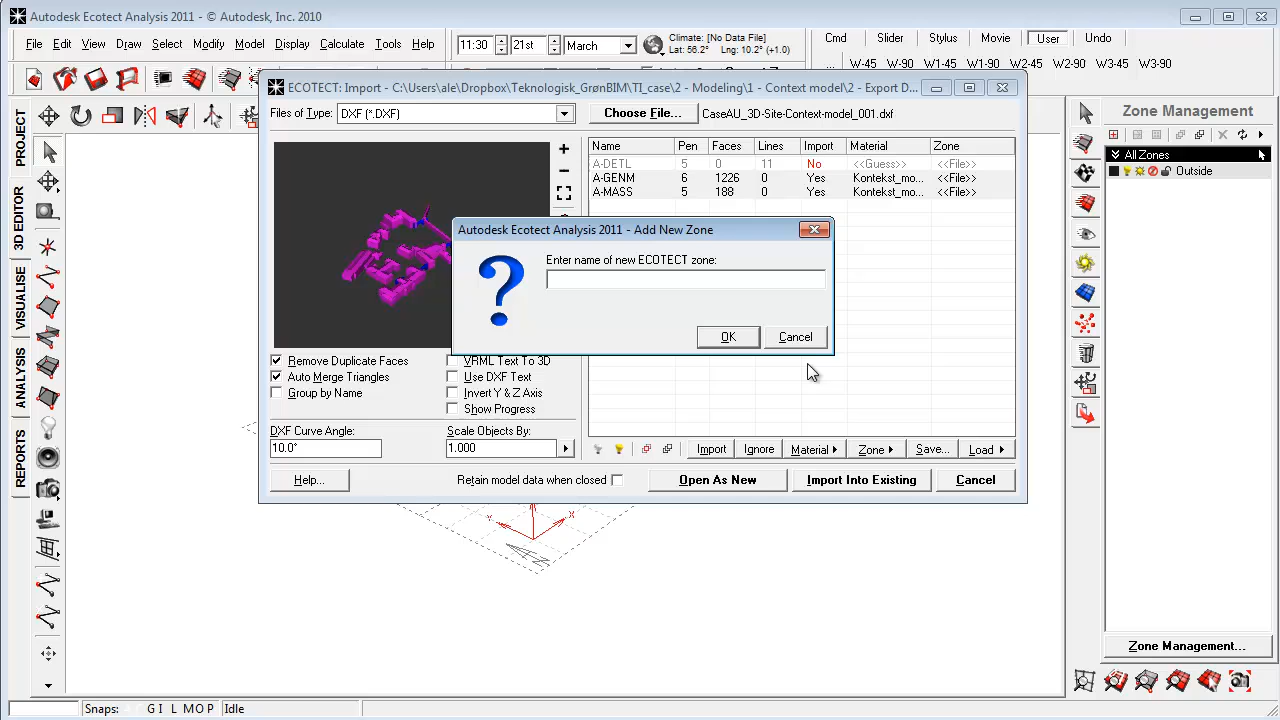 Autodesk Ecotect Analysis 2011 - © Autodesk, Inc. 2010
File Edit View Draw Select Modify Model Display Calculate Tools Help
11:30 21st March
Climate: [No Data File]
Lat: 56.2° Lng: 10.2° (+1.0)
Cmd Slider Stylus Movie User Undo
... W-45 W-90 W2-45 W2-90 W3-90
ECOTECT: Import - C:\Users\ale\Dropbox\Teknologisk_GrønBIM\TI_case\2 - Modeling\1 - Context model\2 - Export D...
Files of Type: DXF (*.DXF) Choose File... CaseAU_3D-Site-Context-model_001.dxf
Name Pen Faces Lines Import Material Zone
A-DETL 5 0 11 No <<Guess>> <<File>>
A-GENM 6 1226 0 Yes Kontekst_mo... <<File>>
A-MASS 5 188 0 Yes Kontekst_mo... <<File>>
Autodesk Ecotect Analysis 2011 - Add New Zone
Enter name of new ECOTECT zone:
OK Cancel
Remove Duplicate Faces VRML Text To 3D
Auto Merge Triangles Use DXF Text
Group by Name Invert Y & Z Axis
Show Progress
DXF Curve Angle: Scale Objects By:
10.0° 1.000
Import Ignore Material Zone Save... Load
Help... Retain model data when closed Open As New Import Into Existing Cancel
PROJECT
3D EDITOR
VISUALISE
ANALYSIS
REPORTS
Zone Management
All Zones
Outside
Zone Management...
Snaps: G I L M O P Idle